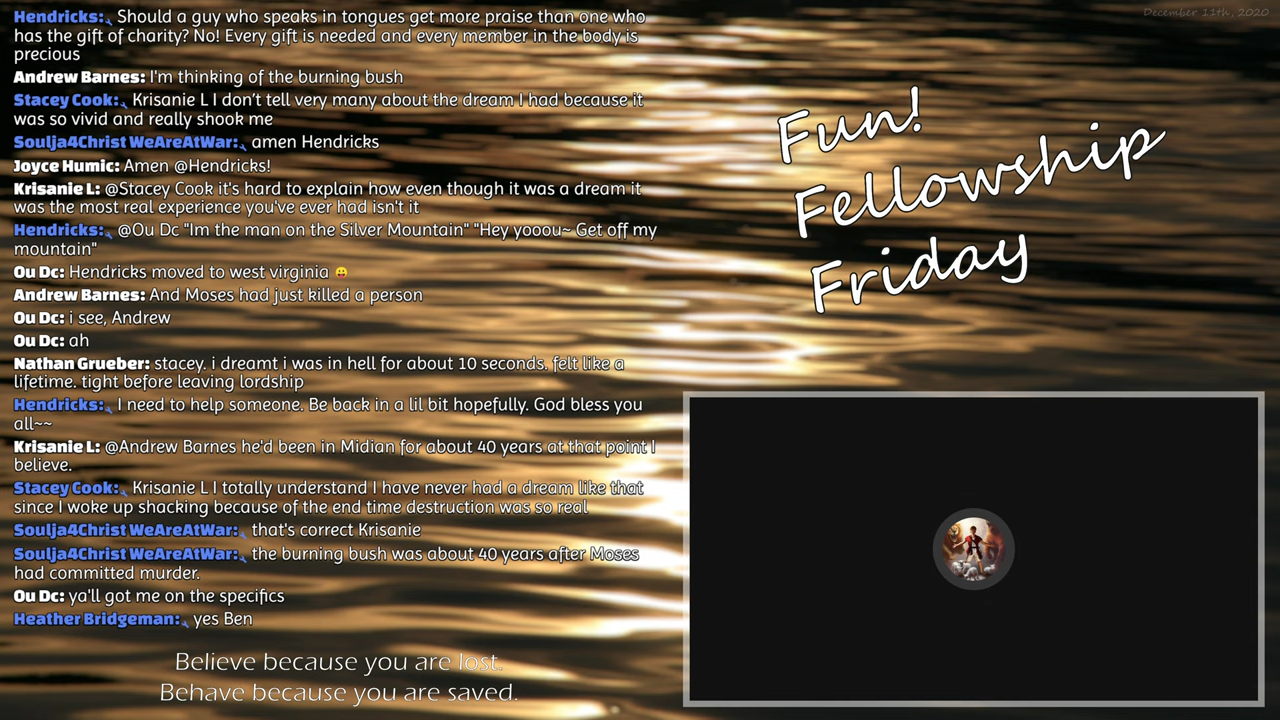 Hendricks: Should a guy who speaks in tongues get more praise than one who
has the gift of charity? No! Every gift is needed and every member in the body is
precious
Andrew Barnes: I'm thinking of the burning bush
Stacey Cook: Krisanie L I don't tell very many about the dream I had because it
was so vivid and really shook me
Soulja4Christ WeAreAtWar: amen Hendricks
Joyce Humic: Amen @Hendricks!
Krisanie L: @Stacey Cook it's hard to explain how even though it was a dream it
was the most real experience you've ever had isn't it
Hendricks: @Ou Dc "Im the man on the Silver Mountain" "Hey yooou~ Get off my
mountain"
Ou Dc: Hendricks moved to west virginia 😛
Andrew Barnes: And Moses had just killed a person
Ou Dc: i see, Andrew
Ou Dc: ah
Nathan Grueber: stacey. i dreamt i was in hell for about 10 seconds. felt like a
lifetime. tight before leaving lordship
Hendricks: I need to help someone. Be back in a lil bit hopefully. God bless you
all~~
Krisanie L: @Andrew Barnes he'd been in Midian for about 40 years at that point I
believe.
Stacey Cook: Krisanie L I totally understand I have never had a dream like that
since I woke up shacking because of the end time destruction was so real
Soulja4Christ WeAreAtWar: that's correct Krisanie
Soulja4Christ WeAreAtWar: the burning bush was about 40 years after Moses
had committed murder.
Ou Dc: ya'll got me on the specifics
Heather Bridgeman: yes Ben
Believe because you are lost.
Behave because you are saved.
December 11th, 2020
Fun!
Fellowship
Friday